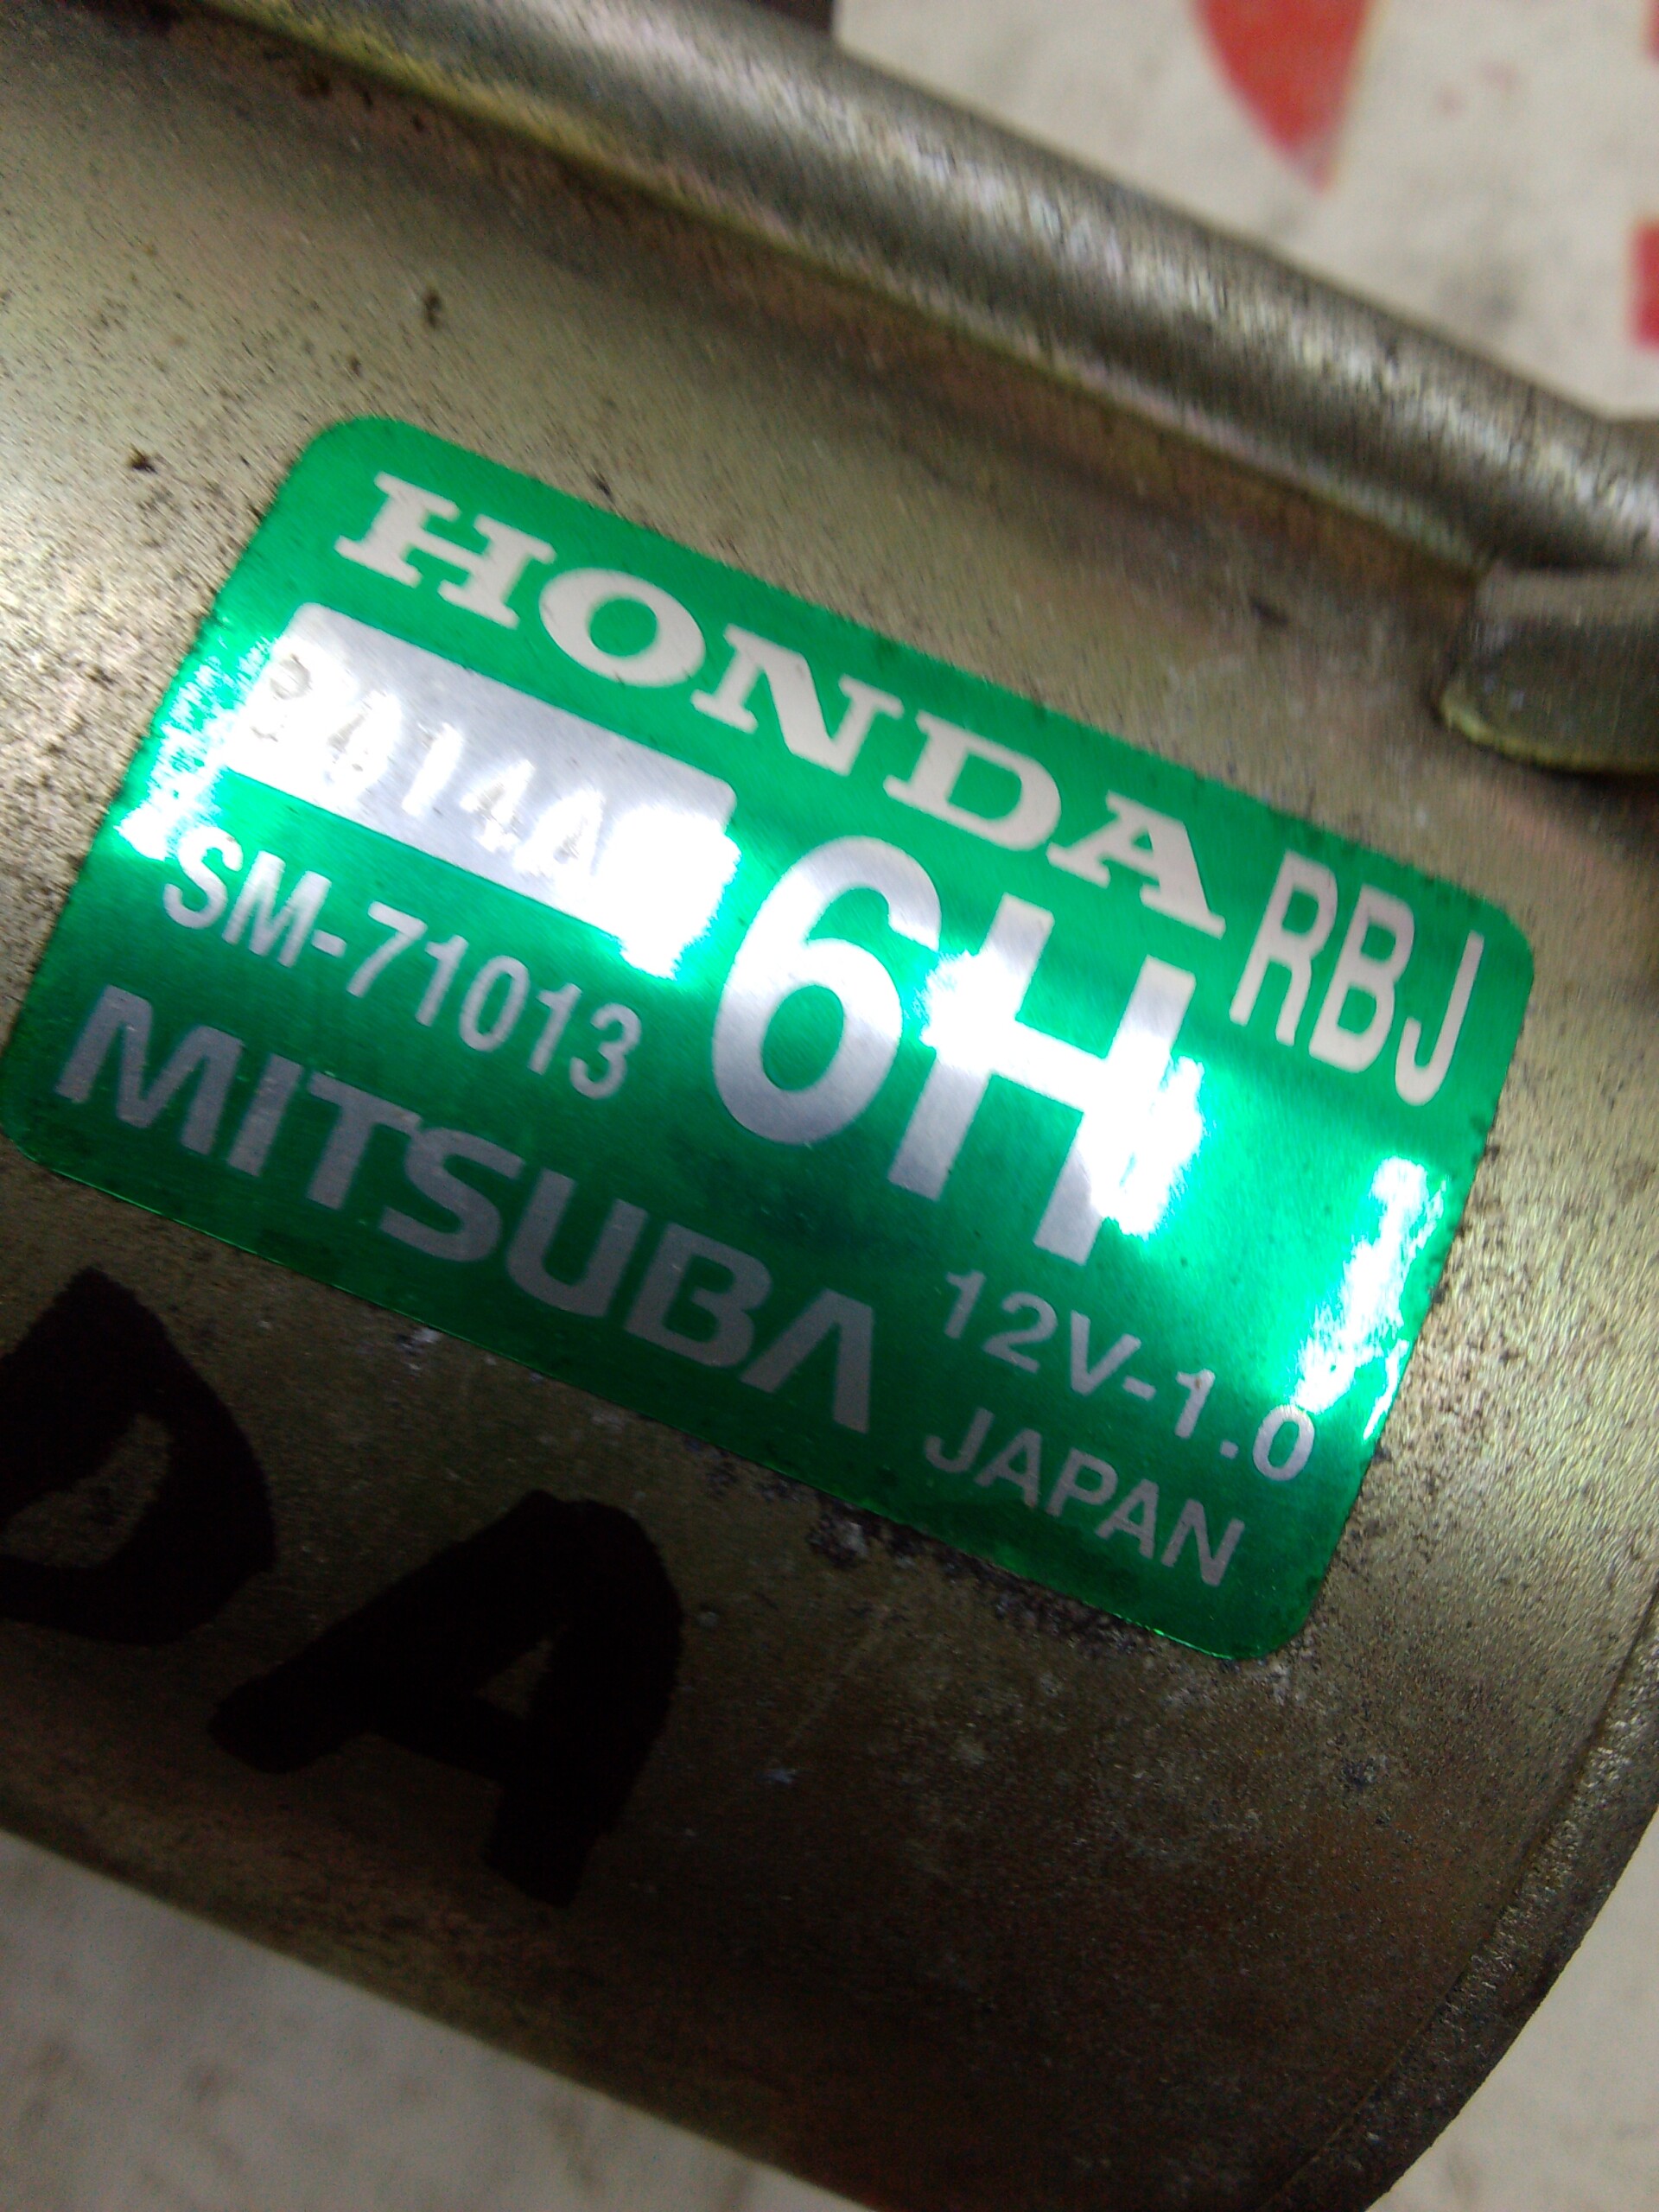 HONDA RBJ
6H
SM-71013
MITSUBA 12V-1.0
JAPAN
DA